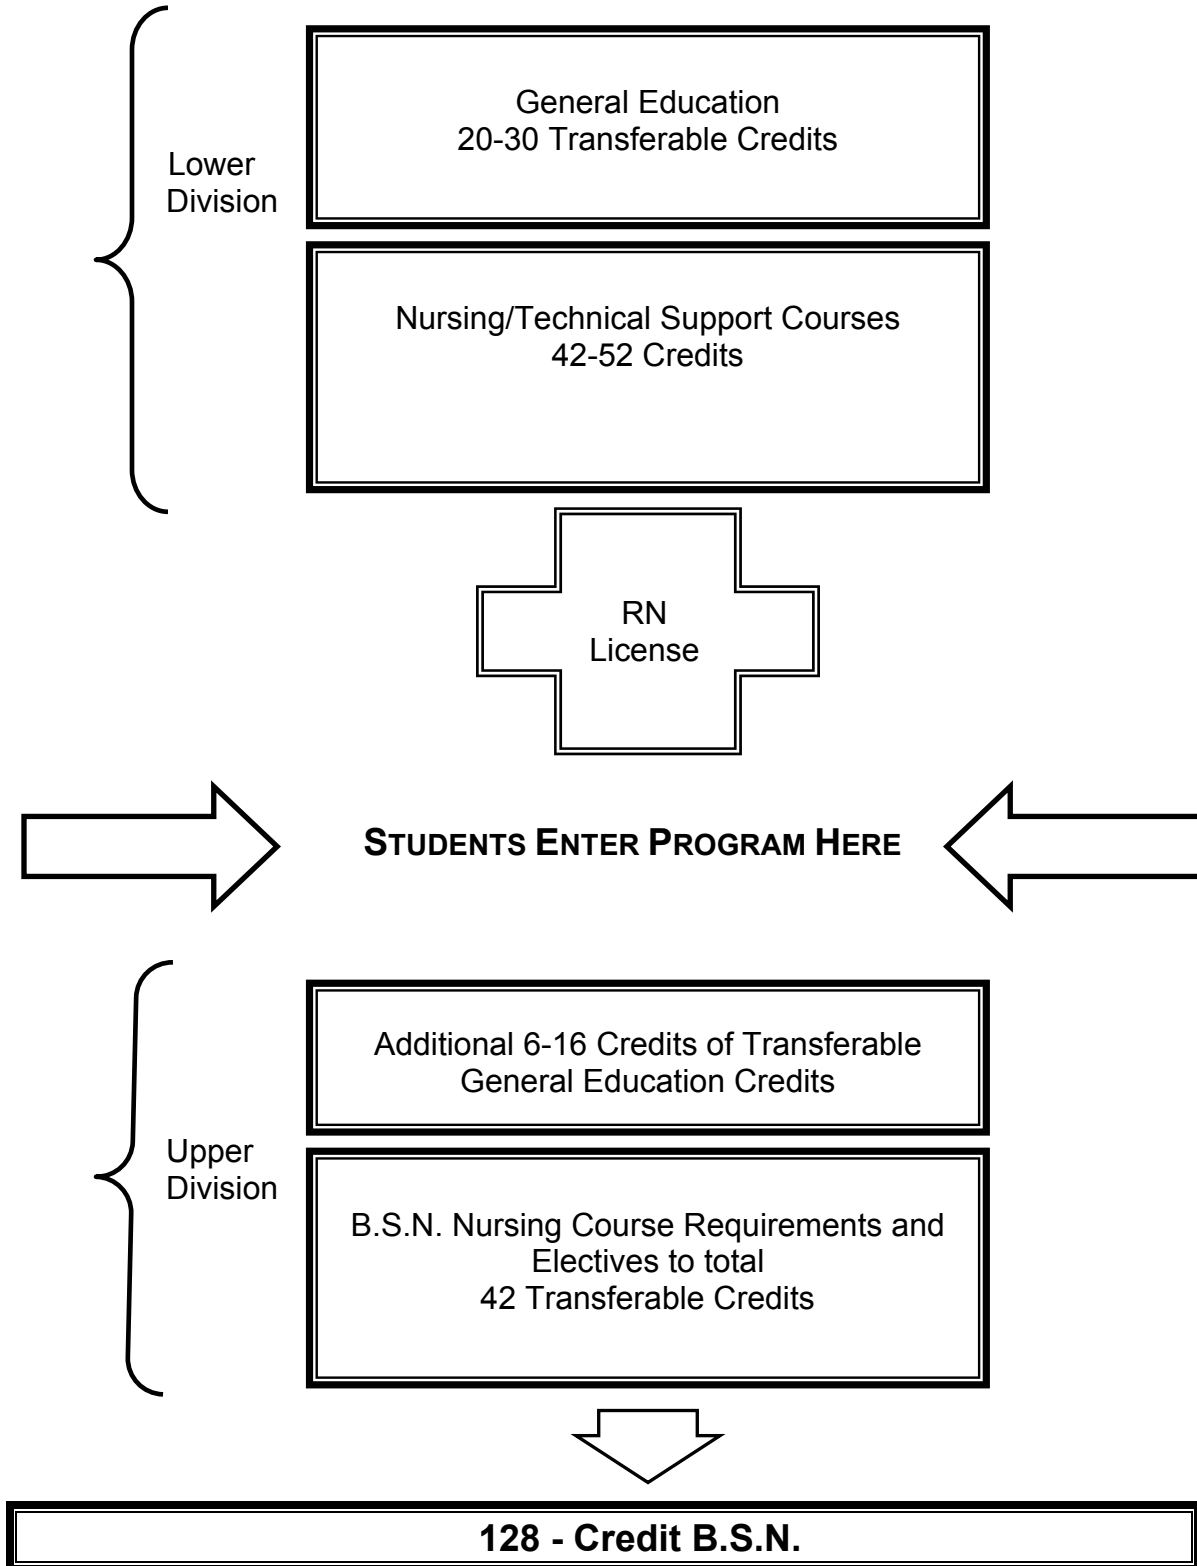 General Education
20-30 Transferable Credits
Lower
Division
Nursing/Technical Support Courses
42-52 Credits
RN
License
STUDENTS ENTER PROGRAM HERE
Additional 6-16 Credits of Transferable
General Education Credits
Upper
Division
B.S.N. Nursing Course Requirements and
Electives to total
42 Transferable Credits
128 - Credit B.S.N.